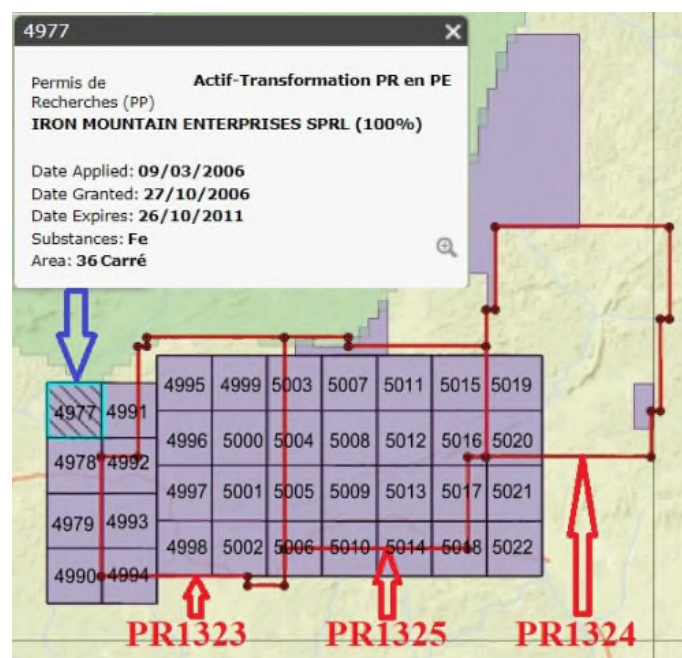 4977
Permis de Actif-Transformation PR en PE
Recherches (PP)
IRON MOUNTAIN ENTERPRISES SPRL (100%)
Date Applied: 09/03/2006
Date Granted: 27/10/2006
Date Expires: 26/10/2011
Substances: Fe
Area: 36 Carré
4995 4999 5003 5007 5011 5015 5019
4977 4991
4996 5000 5004 5008 5012 5016 5020
4978 4992
4997 5001 5005 5009 5013 5017 5021
4979 4993
4998 5002 5006 5010 5014 5018 5022
4990 4994
PR1323 PR1325 PR1324